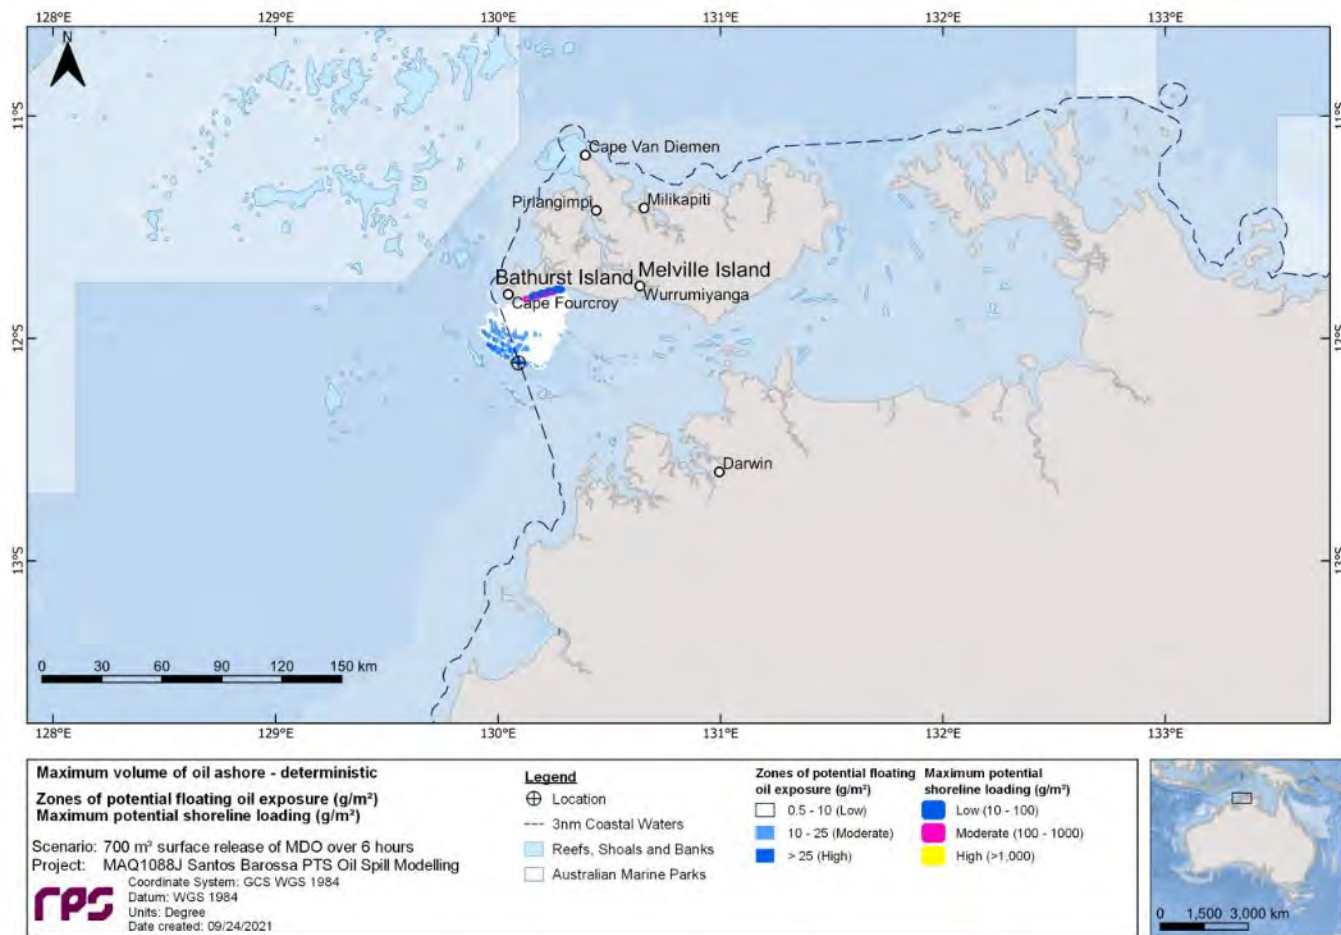 128°E 129°E 130°E 131°E 132°E 133°E
11°S 11°S
Cape Van Diemen
Pirlangimpi Milikapiti
Bathurst Island Melville Island
Cape Fourcroy Wurrumiyanga
12°S 12°S
Darwin
13°S 13°S
0 30 60 90 120 150 km
128°E 129°E 130°E 131°E 132°E 133°E
Maximum volume of oil ashore - deterministic
Zones of potential floating oil exposure (g/m²)
Maximum potential shoreline loading (g/m²)
Scenario: 700 m³ surface release of MDO over 6 hours
Project: MAQ1088J Santos Barossa PTS Oil Spill Modelling
rps
Coordinate System: GCS WGS 1984
Datum: WGS 1984
Units: Degree
Date created: 09/24/2021
Legend
Location
3nm Coastal Waters
Reefs, Shoals and Banks
Australian Marine Parks
Zones of potential floating
oil exposure (g/m²)
0.5 - 10 (Low)
10 - 25 (Moderate)
> 25 (High)
Maximum potential
shoreline loading (g/m²)
Low (10 - 100)
Moderate (100 - 1000)
High (>1,000)
0 1,500 3,000 km